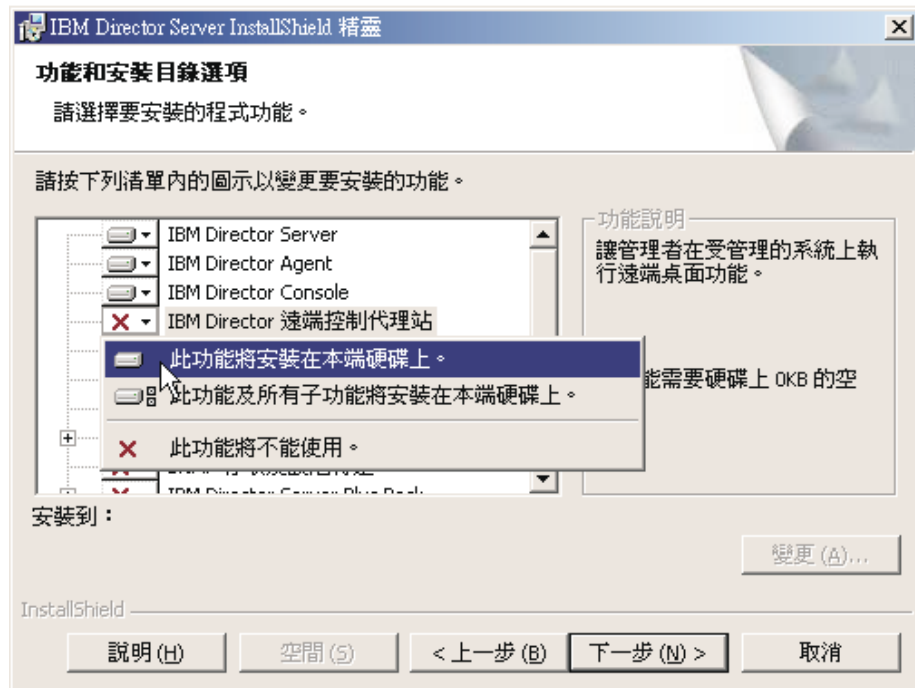 IBM Director Server InstallShield 精靈
功能和安裝目錄選項
請選擇要安裝的程式功能。
請按下列清單內的圖示以變更要安裝的功能。
IBM Director Server
IBM Director Agent
IBM Director Console
IBM Director 遠端控制代理站
此功能將安裝在本端硬碟上。
此功能及所有子功能將安裝在本端硬碟上。
此功能將不能使用。
功能說明
讓管理者在受管理的系統上執
行遠端桌面功能。
能需要硬碟上 0KB 的空
安裝到：
變更(A)...
InstallShield
說明(H)
空間(S)
< 上一步(B)
下一步(N) >
取消